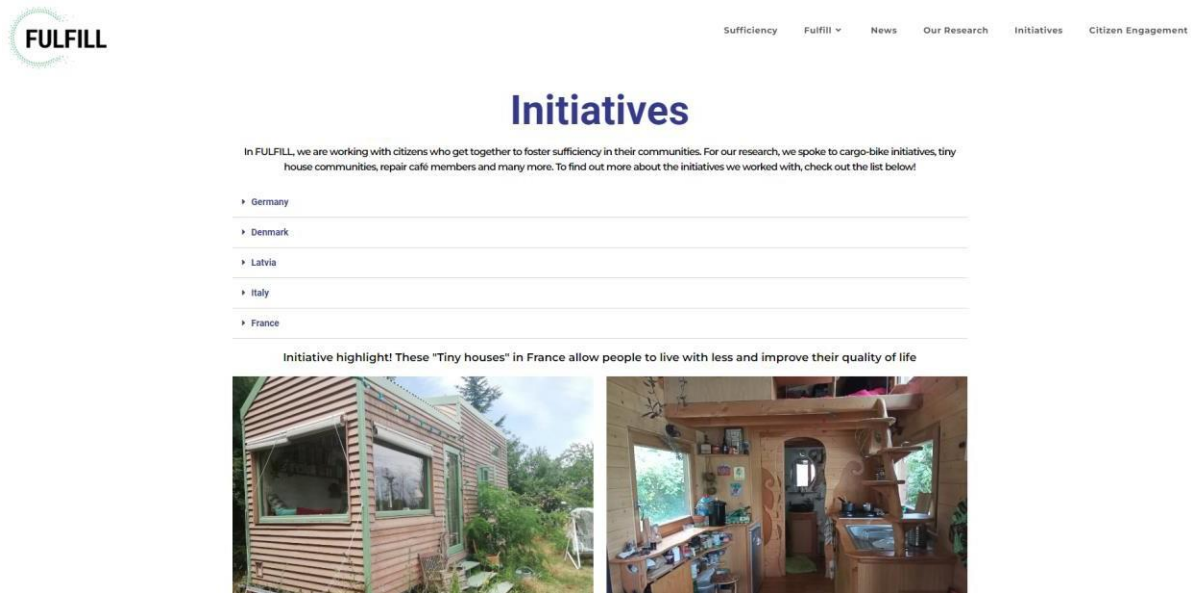 FULFILL
Sufficiency
Fulfill
News
Our Research
Initiatives
Citizen Engagement
Initiatives
In FULFILL, we are working with citizens who get together to foster sufficiency in their communities. For our research, we spoke to cargo-bike initiatives, tiny
house communities, repair café members and many more. To find out more about the initiatives we worked with, check out the list below!
Germany
Denmark
Latvia
Italy
France
Initiative highlight! These "Tiny houses" in France allow people to live with less and improve their quality of life